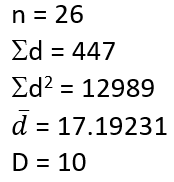 n = 26
Σd = 447
Σd² = 12989
d̅ = 17.19231
D = 10